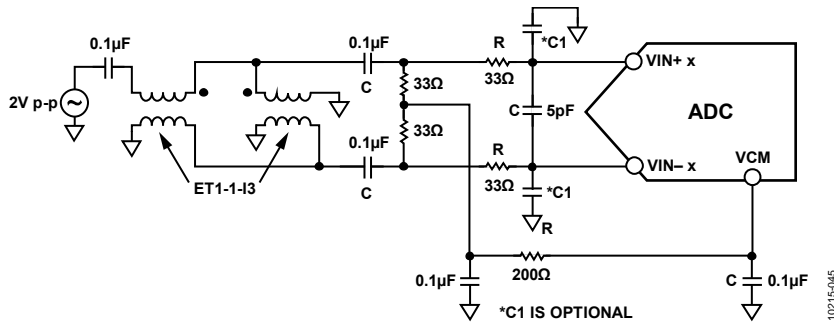 0.1µF
2V p-p
ET1-1-I3
0.1µF
C
33Ω
33Ω
0.1µF
C
R
33Ω
R
33Ω
*C1
C 5pF
*C1
R
VIN+ x
ADC
VIN– x
VCM
0.1µF
200Ω
C 0.1µF
*C1 IS OPTIONAL
10215-045